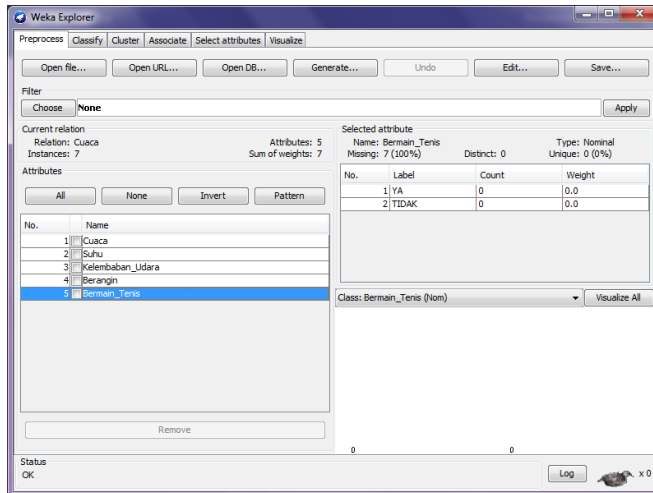 Weka Explorer
Preprocess Classify Cluster Associate Select attributes Visualize
Open file... Open URL... Open DB... Generate... Undo Edit... Save...
Filter
Choose None Apply
Current relation
Relation: Cuaca Attributes: 5
Instances: 7 Sum of weights: 7
Selected attribute
Name: Bermain_Tenis Type: Nominal
Missing: 7 (100%) Distinct: 0 Unique: 0 (0%)
Attributes
All None Invert Pattern
No. Name
1 Cuaca
2 Suhu
3 Kelembaban_Udara
4 Berangin
5 Bermain_Tenis
Remove
No. Label Count Weight
1 YA 0 0.0
2 TIDAK 0 0.0
Class: Bermain_Tenis (Nom) Visualize All
0 0
Status
OK
Log x 0